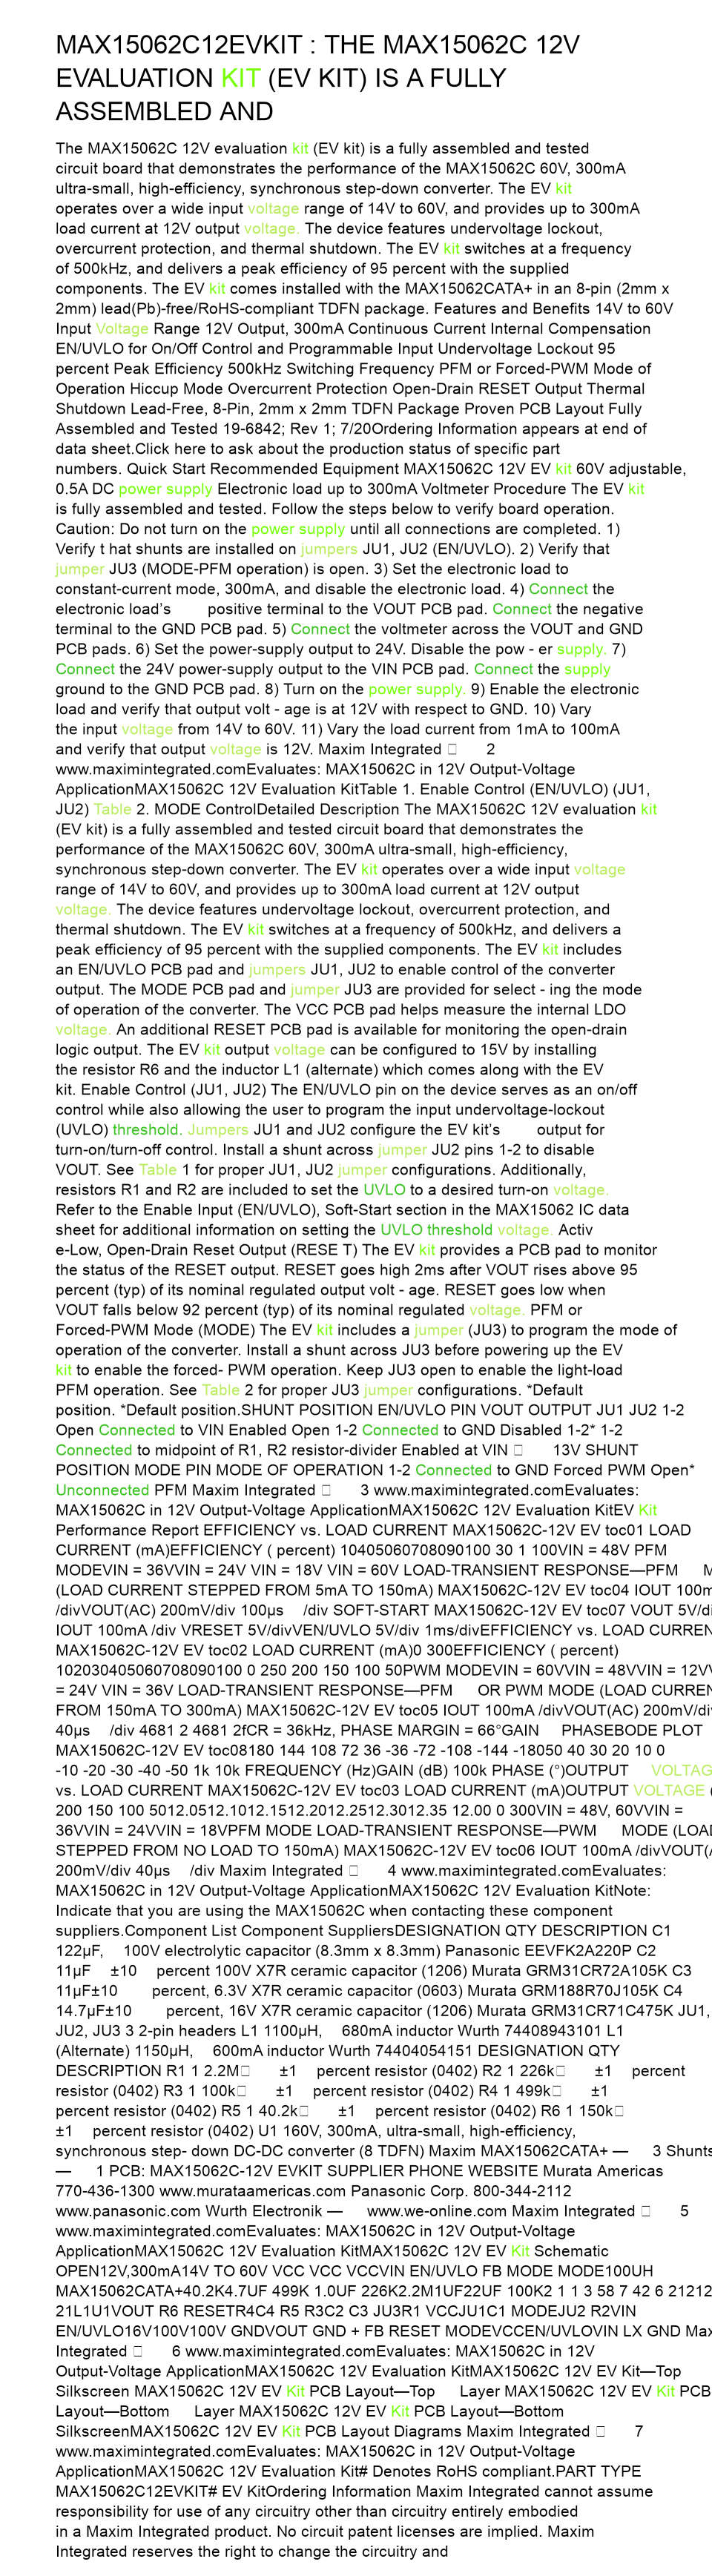 MAX15062C12EVKIT : THE MAX15062C 12V
EVALUATION KIT (EV KIT) IS A FULLY
ASSEMBLED AND
The MAX15062C 12V evaluation kit (EV kit) is a fully assembled and tested
circuit board that demonstrates the performance of the MAX15062C 60V, 300mA
ultra-small, high-efficiency, synchronous step-down converter. The EV kit
operates over a wide input voltage range of 14V to 60V, and provides up to 300mA
load current at 12V output voltage. The device features undervoltage lockout,
overcurrent protection, and thermal shutdown. The EV kit switches at a frequency
of 500kHz, and delivers a peak efficiency of 95 percent with the supplied
components. The EV kit comes installed with the MAX15062CATA+ in an 8-pin (2mm x
2mm) lead(Pb)-free/RoHS-compliant TDFN package. Features and Benefits 14V to 60V
Input Voltage Range 12V Output, 300mA Continuous Current Internal Compensation
EN/UVLO for On/Off Control and Programmable Input Undervoltage Lockout 95
percent Peak Efficiency 500kHz Switching Frequency PFM or Forced-PWM Mode of
Operation Hiccup Mode Overcurrent Protection Open-Drain RESET Output Thermal
Shutdown Lead-Free, 8-Pin, 2mm x 2mm TDFN Package Proven PCB Layout Fully
Assembled and Tested 19-6842; Rev 1; 7/20Ordering Information appears at end of
data sheet.Click here to ask about the production status of specific part
numbers. Quick Start Recommended Equipment MAX15062C 12V EV kit 60V adjustable,
0.5A DC power supply Electronic load up to 300mA Voltmeter Procedure The EV kit
is fully assembled and tested. Follow the steps below to verify board operation.
Caution: Do not turn on the power supply until all connections are completed. 1)
Verify t hat shunts are installed on jumpers JU1, JU2 (EN/UVLO). 2) Verify that
jumper JU3 (MODE-PFM operation) is open. 3) Set the electronic load to
constant-current mode, 300mA, and disable the electronic load. 4) Connect the
electronic load’s positive terminal to the VOUT PCB pad. Connect the negative
terminal to the GND PCB pad. 5) Connect the voltmeter across the VOUT and GND
PCB pads. 6) Set the power-supply output to 24V. Disable the pow - er supply. 7)
Connect the 24V power-supply output to the VIN PCB pad. Connect the supply
ground to the GND PCB pad. 8) Turn on the power supply. 9) Enable the electronic
load and verify that output volt - age is at 12V with respect to GND. 10) Vary
the input voltage from 14V to 60V. 11) Vary the load current from 1mA to 100mA
and verify that output voltage is 12V. Maxim Integrated 2
www.maximintegrated.comEvaluates: MAX15062C in 12V Output-Voltage
ApplicationMAX15062C 12V Evaluation KitTable 1. Enable Control (EN/UVLO) (JU1,
JU2) Table 2. MODE ControlDetailed Description The MAX15062C 12V evaluation kit
(EV kit) is a fully assembled and tested circuit board that demonstrates the
performance of the MAX15062C 60V, 300mA ultra-small, high-efficiency,
synchronous step-down converter. The EV kit operates over a wide input voltage
range of 14V to 60V, and provides up to 300mA load current at 12V output
voltage. The device features undervoltage lockout, overcurrent protection, and
thermal shutdown. The EV kit switches at a frequency of 500kHz, and delivers a
peak efficiency of 95 percent with the supplied components. The EV kit includes
an EN/UVLO PCB pad and jumpers JU1, JU2 to enable control of the converter
output. The MODE PCB pad and jumper JU3 are provided for select - ing the mode
of operation of the converter. The VCC PCB pad helps measure the internal LDO
voltage. An additional RESET PCB pad is available for monitoring the open-drain
logic output. The EV kit output voltage can be configured to 15V by installing
the resistor R6 and the inductor L1 (alternate) which comes along with the EV
kit. Enable Control (JU1, JU2) The EN/UVLO pin on the device serves as an on/off
control while also allowing the user to program the input undervoltage-lockout
(UVLO) threshold. Jumpers JU1 and JU2 configure the EV kit’s output for
turn-on/turn-off control. Install a shunt across jumper JU2 pins 1-2 to disable
VOUT. See Table 1 for proper JU1, JU2 jumper configurations. Additionally,
resistors R1 and R2 are included to set the UVLO to a desired turn-on voltage.
Refer to the Enable Input (EN/UVLO), Soft-Start section in the MAX15062 IC data
sheet for additional information on setting the UVLO threshold voltage. Activ
e-Low, Open-Drain Reset Output (RESE T) The EV kit provides a PCB pad to monitor
the status of the RESET output. RESET goes high 2ms after VOUT rises above 95
percent (typ) of its nominal regulated output volt - age. RESET goes low when
VOUT falls below 92 percent (typ) of its nominal regulated voltage. PFM or
Forced-PWM Mode (MODE) The EV kit includes a jumper (JU3) to program the mode of
operation of the converter. Install a shunt across JU3 before powering up the EV
kit to enable the forced- PWM operation. Keep JU3 open to enable the light-load
PFM operation. See Table 2 for proper JU3 jumper configurations. *Default
position. *Default position.SHUNT POSITION EN/UVLO PIN VOUT OUTPUT JU1 JU2 1-2
Open Connected to VIN Enabled Open 1-2 Connected to GND Disabled 1-2* 1-2
Connected to midpoint of R1, R2 resistor-divider Enabled at VIN 13V SHUNT
POSITION MODE PIN MODE OF OPERATION 1-2 Connected to GND Forced PWM Open*
Unconnected PFM Maxim Integrated 3 www.maximintegrated.comEvaluates:
MAX15062C in 12V Output-Voltage ApplicationMAX15062C 12V Evaluation KitEV Kit
Performance Report EFFICIENCY vs. LOAD CURRENT MAX15062C-12V EV toc01 LOAD
CURRENT (mA)EFFICIENCY ( percent) 10405060708090100 30 1 100VIN = 48V PFM
MODEVIN = 36VVIN = 24V VIN = 18V VIN = 60V LOAD-TRANSIENT RESPONSE—PFM M
(LOAD CURRENT STEPPED FROM 5mA TO 150mA) MAX15062C-12V EV toc04 IOUT 100m
/divVOUT(AC) 200mV/div 100μs /div SOFT-START MAX15062C-12V EV toc07 VOUT 5V/di
IOUT 100mA /div VRESET 5V/divVEN/UVLO 5V/div 1ms/divEFFICIENCY vs. LOAD CURREN
MAX15062C-12V EV toc02 LOAD CURRENT (mA)0 300EFFICIENCY ( percent)
102030405060708090100 0 250 200 150 100 50PWM MODEVIN = 60VVIN = 48VVIN = 12VV
= 24V VIN = 36V LOAD-TRANSIENT RESPONSE—PFM OR PWM MODE (LOAD CURREN
FROM 150mA TO 300mA) MAX15062C-12V EV toc05 IOUT 100mA /divVOUT(AC) 200mV/div
40μs /div 4681 2 4681 2fCR = 36kHz, PHASE MARGIN = 66°GAIN PHASEBODE PLOT
MAX15062C-12V EV toc08180 144 108 72 36 -36 -72 -108 -144 -18050 40 30 20 10 0
-10 -20 -30 -40 -50 1k 10k FREQUENCY (Hz)GAIN (dB) 100k PHASE (°)OUTPUT VOLTAG
vs. LOAD CURRENT MAX15062C-12V EV toc03 LOAD CURRENT (mA)OUTPUT VOLTAGE (
200 150 100 5012.0512.1012.1512.2012.2512.3012.35 12.00 0 300VIN = 48V, 60VVIN =
36VVIN = 24VVIN = 18VPFM MODE LOAD-TRANSIENT RESPONSE—PWM MODE (LOAD
STEPPED FROM NO LOAD TO 150mA) MAX15062C-12V EV toc06 IOUT 100mA /divVOUT(A
200mV/div 40μs /div Maxim Integrated 4 www.maximintegrated.comEvaluates:
MAX15062C in 12V Output-Voltage ApplicationMAX15062C 12V Evaluation KitNote:
Indicate that you are using the MAX15062C when contacting these component
suppliers.Component List Component SuppliersDESIGNATION QTY DESCRIPTION C1
122μF, 100V electrolytic capacitor (8.3mm x 8.3mm) Panasonic EEVFK2A220P C2
11μF ±10 percent 100V X7R ceramic capacitor (1206) Murata GRM31CR72A105K C3
11μF±10 percent, 6.3V X7R ceramic capacitor (0603) Murata GRM188R70J105K C4
14.7μF±10 percent, 16V X7R ceramic capacitor (1206) Murata GRM31CR71C475K JU1,
JU2, JU3 3 2-pin headers L1 1100μH, 680mA inductor Wurth 74408943101 L1
(Alternate) 1150μH, 600mA inductor Wurth 74404054151 DESIGNATION QTY
DESCRIPTION R1 1 2.2M ±1 percent resistor (0402) R2 1 226k ±1 percent
resistor (0402) R3 1 100k ±1 percent resistor (0402) R4 1 499k ±1
percent resistor (0402) R5 1 40.2k ±1 percent resistor (0402) R6 1 150k
±1 percent resistor (0402) U1 160V, 300mA, ultra-small, high-efficiency,
synchronous step- down DC-DC converter (8 TDFN) Maxim MAX15062CATA+ — 3 Shunts
— 1 PCB: MAX15062C-12V EVKIT SUPPLIER PHONE WEBSITE Murata Americas
770-436-1300 www.murataamericas.com Panasonic Corp. 800-344-2112
www.panasonic.com Wurth Electronik — www.we-online.com Maxim Integrated 5
www.maximintegrated.comEvaluates: MAX15062C in 12V Output-Voltage
ApplicationMAX15062C 12V Evaluation KitMAX15062C 12V EV Kit Schematic
OPEN12V,300mA14V TO 60V VCC VCC VCCVIN EN/UVLO FB MODE MODE100UH
MAX15062CATA+40.2K4.7UF 499K 1.0UF 226K2.2M1UF22UF 100K2 1 1 3 58 7 42 6 21212
21L1U1VOUT R6 RESETR4C4 R5 R3C2 C3 JU3R1 VCCJU1C1 MODEJU2 R2VIN
EN/UVLO16V100V100V GNDVOUT GND + FB RESET MODEVCCEN/UVLOVIN LX GND Max
Integrated 6 www.maximintegrated.comEvaluates: MAX15062C in 12V
Output-Voltage ApplicationMAX15062C 12V Evaluation KitMAX15062C 12V EV Kit—Top
Silkscreen MAX15062C 12V EV Kit PCB Layout—Top Layer MAX15062C 12V EV Kit PCB
Layout—Bottom Layer MAX15062C 12V EV Kit PCB Layout—Bottom
SilkscreenMAX15062C 12V EV Kit PCB Layout Diagrams Maxim Integrated 7
www.maximintegrated.comEvaluates: MAX15062C in 12V Output-Voltage
ApplicationMAX15062C 12V Evaluation Kit# Denotes RoHS compliant.PART TYPE
MAX15062C12EVKIT# EV KitOrdering Information Maxim Integrated cannot assume
responsibility for use of any circuitry other than circuitry entirely embodied
in a Maxim Integrated product. No circuit patent licenses are implied. Maxim
Integrated reserves the right to change the circuitry and